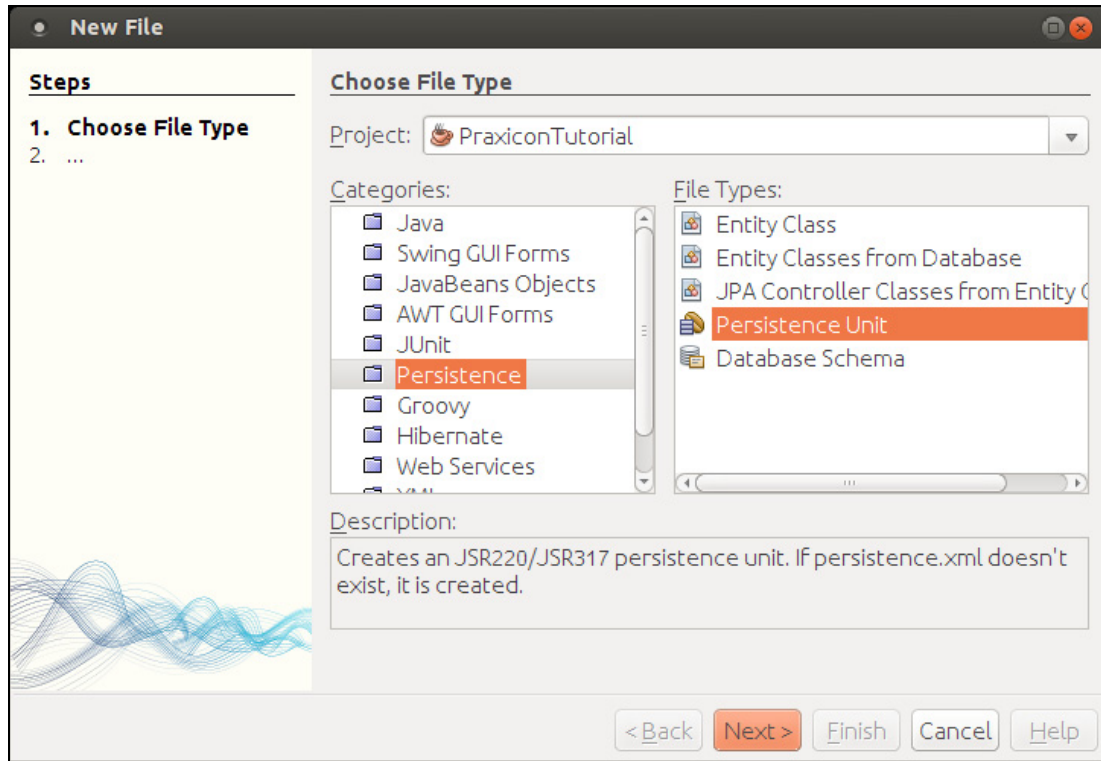 New File
Steps
1. Choose File Type
2. ...
Choose File Type
Project: PraxiconTutorial
Categories:
Java
Swing GUI Forms
JavaBeans Objects
AWT GUI Forms
JUnit
Persistence
Groovy
Hibernate
Web Services
File Types:
Entity Class
Entity Classes from Database
JPA Controller Classes from Entity
Persistence Unit
Database Schema
Description:
Creates an JSR220/JSR317 persistence unit. If persistence.xml doesn't
exist, it is created.
< Back Next > Finish Cancel Help